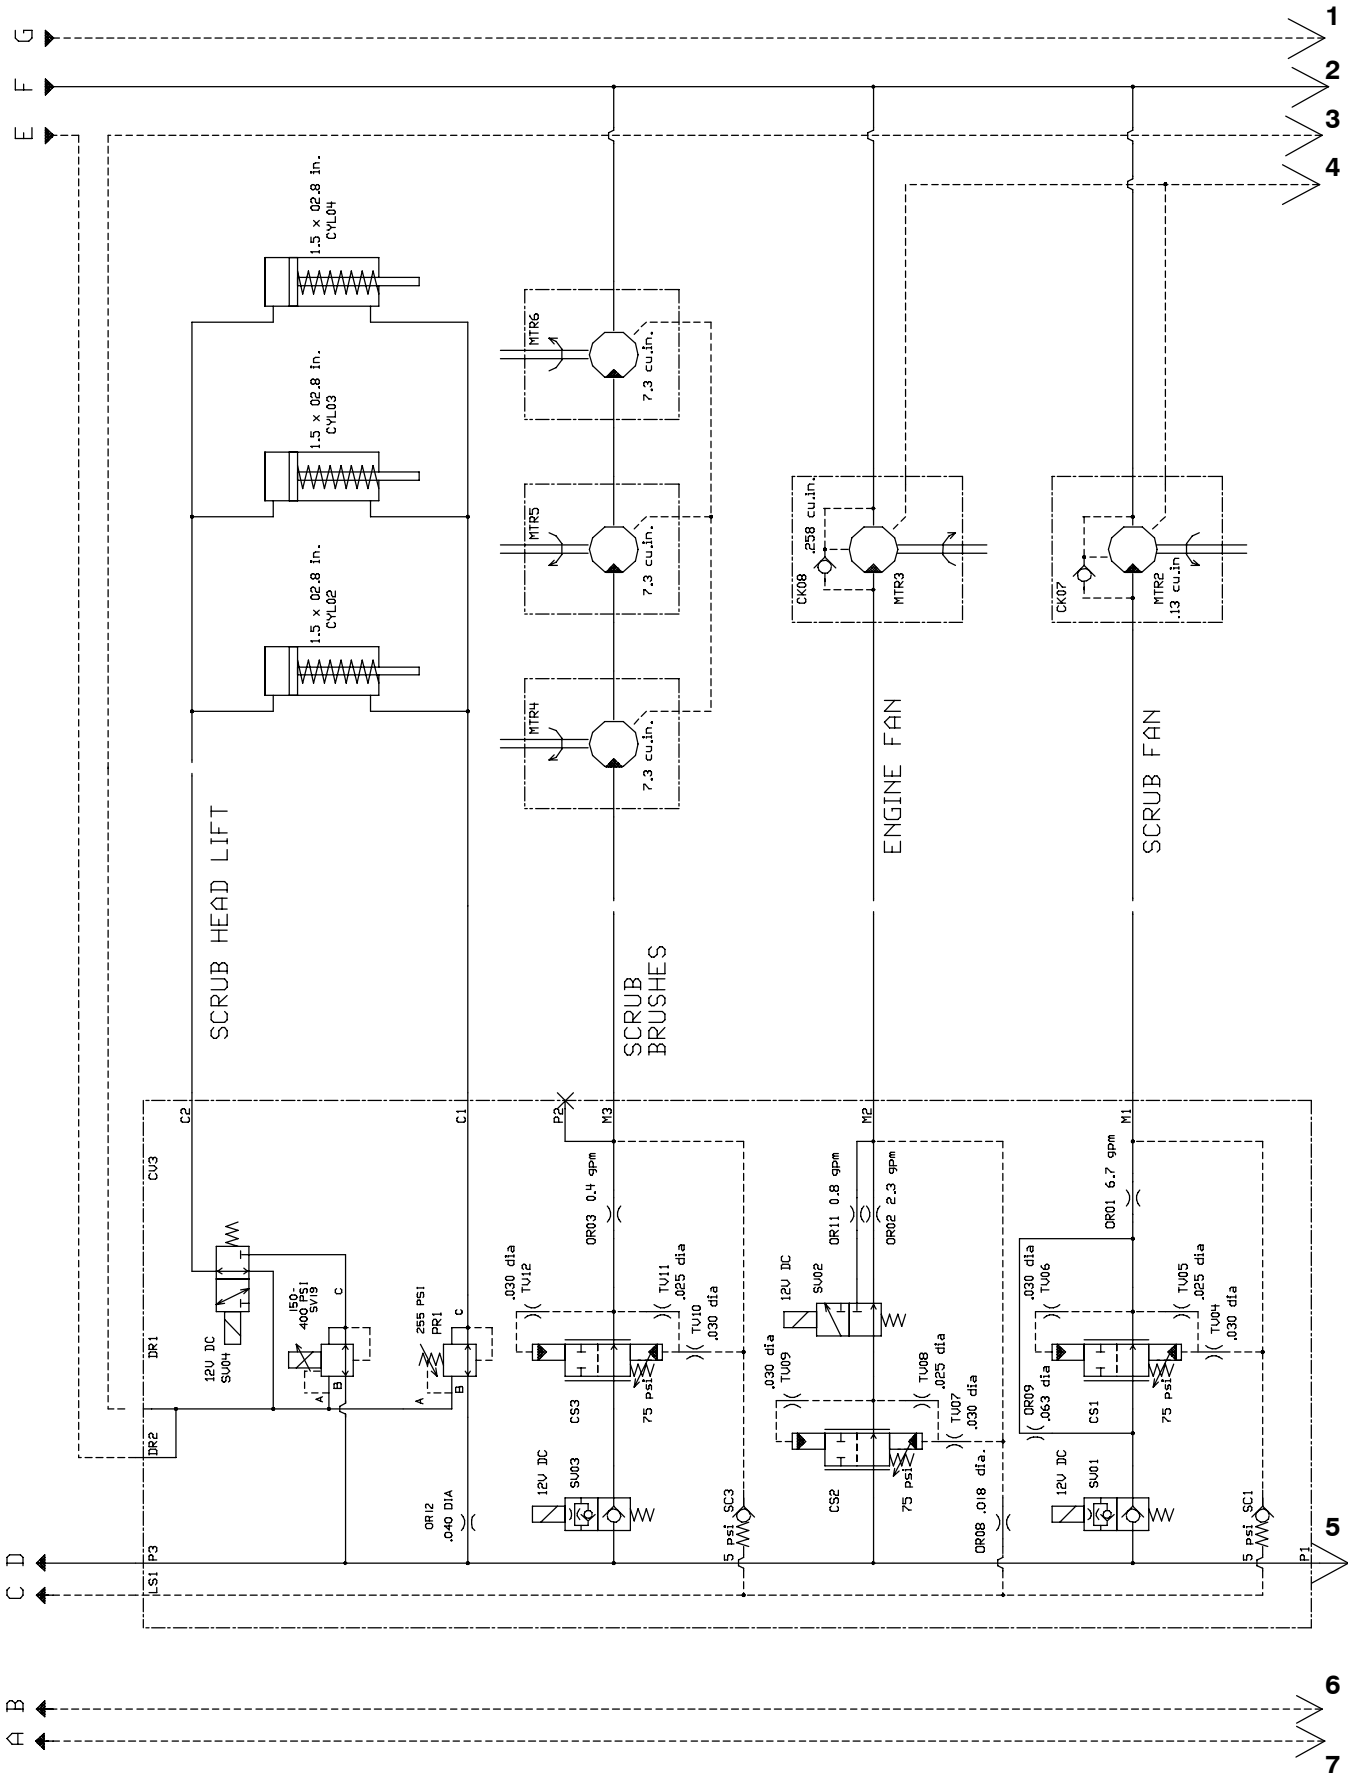 G
1
F
2
E
3
4
1.5 x 02.8 in.
CYL04
1.5 x 02.8 in.
CYL03
1.5 x 02.8 in.
CYL02
MTR6
7.3 cu.in.
MTR5
7.3 cu.in.
MTR4
7.3 cu.in.
CK08
.258 cu.in.
MTR3
CK07
MTR2
.13 cu.in.
SCRUB HEAD LIFT
SCRUB
BRUSHES
ENGINE FAN
SCRUB FAN
C2
C1
P2
M3
M2
M1
CV3
DR1
DR2
12V DC
SV04
150-
400 PSI
SV19
A
B
C
255 PSI
PR1
A
B
C
OR12
.040 DIA
OR03 0.4 gpm
.030 dia
TV12
TV11
.025 dia
TV10
.030 dia
CS3
75 psi
12V DC
SV03
5 psi SC3
OR11 0.8 gpm
OR02 2.3 gpm
12V DC
SV02
.030 dia
TV09
TV08
.025 dia
TV07
.030 dia
CS2
75 psi
OR08 .018 dia.
OR01 6.7 gpm
.030 dia
TV06
TV05
.025 dia
TV04
.030 dia
OR09
.063 dia
CS1
75 psi
12V DC
SV01
5 psi SC1
D
P3
P1
5
C
LS1
B
6
A
7